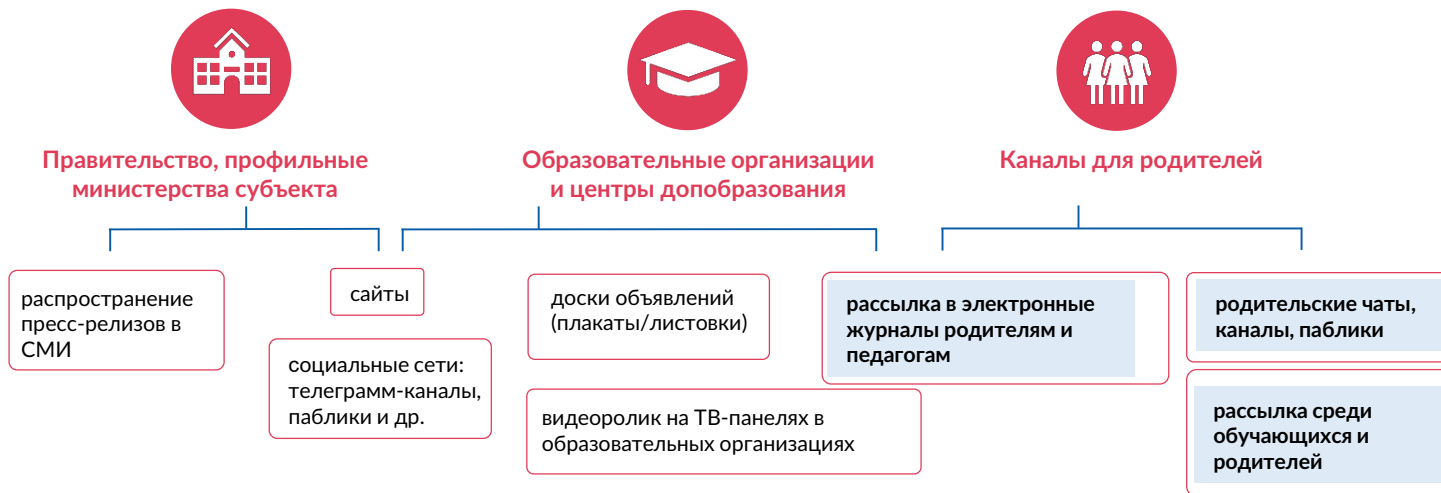 Правительство, профильные
министерства субъекта
Образовательные организации
и центры допобразования
Каналы для родителей
распространение
пресс-релизов в
СМИ
сайты
социальные сети:
телеграмм-каналы,
паблики и др.
доски объявлений
(плакаты/листовки)
видеоролик на ТВ-панелях в
образовательных организациях
рассылка в электронные
журналы родителям и
педагогам
родительские чаты,
каналы, паблики
рассылка среди
обучающихся и
родителей